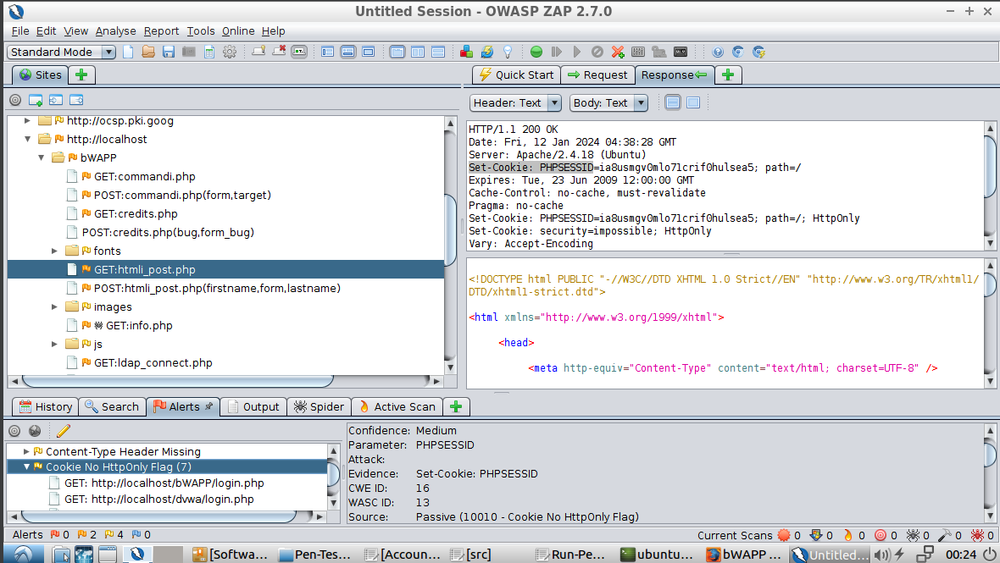 Untitled Session - OWASP ZAP 2.7.0
File Edit View Analyse Report Tools Online Help
Standard Mode
Sites
Quick Start
Request
Response
Header: Text
Body: Text
http://ocsp.pki.goog
http://localhost
bWAPP
GET:commandi.php
POST:commandi.php(form,target)
GET:credits.php
POST:credits.php(bug,form_bug)
fonts
GET:htmli_post.php
POST:htmli_post.php(firstname,form,lastname)
images
GET:info.php
js
GET:ldap_connect.php
HTTP/1.1 200 OK
Date: Fri, 12 Jan 2024 04:38:28 GMT
Server: Apache/2.4.18 (Ubuntu)
Set-Cookie: PHPSESSID=ia8usmgv0mlo71crif0hulsea5; path=/
Expires: Tue, 23 Jun 2009 12:00:00 GMT
Cache-Control: no-cache, must-revalidate
Pragma: no-cache
Set-Cookie: PHPSESSID=ia8usmgv0mlo71crif0hulsea5; path=/; HttpOnly
Set-Cookie: security=impossible; HttpOnly
Vary: Accept-Encoding
<!DOCTYPE html PUBLIC "-//W3C//DTD XHTML 1.0 Strict//EN" "http://www.w3.org/TR/xhtml1/
DTD/xhtml1-strict.dtd">
<html xmlns="http://www.w3.org/1999/xhtml">
<head>
<meta http-equiv="Content-Type" content="text/html; charset=UTF-8" />
History
Search
Alerts
Output
Spider
Active Scan
Content-Type Header Missing
Cookie No HttpOnly Flag (7)
GET: http://localhost/bWAPP/login.php
GET: http://localhost/dvwa/login.php
Confidence: Medium
Parameter: PHPSESSID
Attack:
Evidence: Set-Cookie: PHPSESSID
CWE ID: 16
WASC ID: 13
Source: Passive (10010 - Cookie No HttpOnly Flag)
Alerts 0 2 4 0
Current Scans 0 0 0 0 0 0 0
[Softwa... Pen-Tes... [Accoun... [src] Run-Pe... ubuntu... bWAPP ... Untitled... 00:24